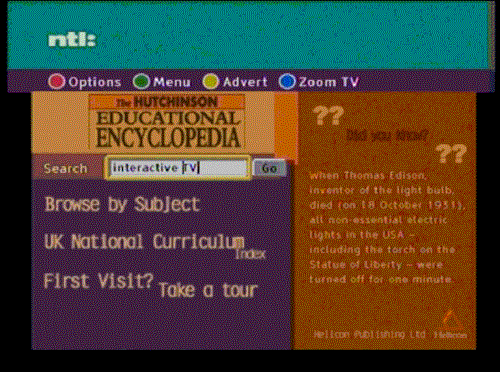 ntl:
Options Menu Advert Zoom TV
The HUTCHINSON
EDUCATIONAL
ENCYCLOPEDIA
Search interactive TV Go
Browse by Subject
UK National Curriculum
Index
First Visit? Take a tour
??
Did you know?
??
When Thomas Edison,
inventor of the light bulb,
died (on 18 October 1931),
all non-essential electric
lights in the USA –
including the torch on the
Statue of Liberty – were
turned off for one minute.
Helicon Publishing Ltd Helicon